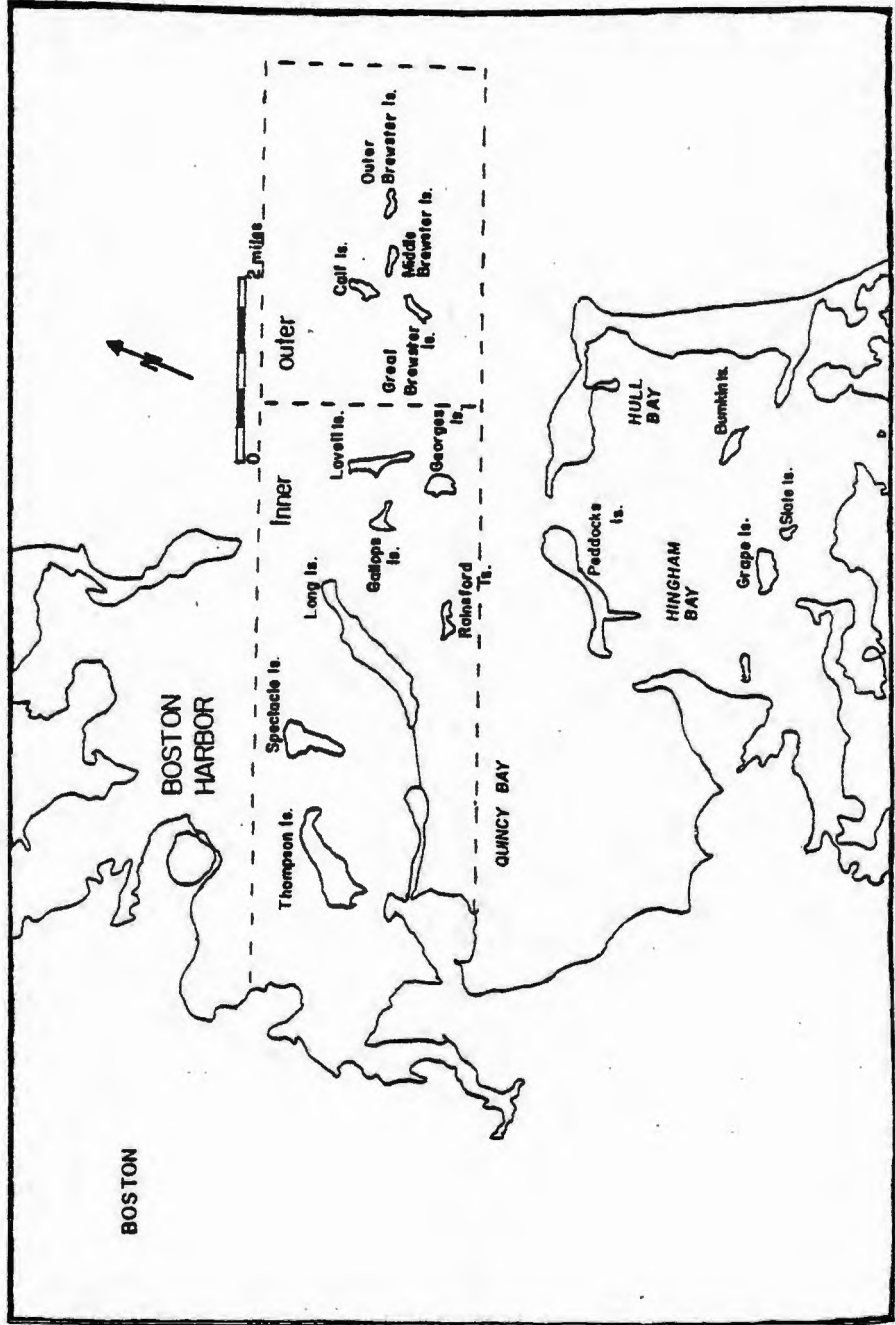 BOSTON
BOSTON
HARBOR
0
2 miles
N
Inner
outer
Thompson Is.
Spectacle Is.
Long Is.
Gallops
Is.
Lovell Is.
Georges
Is.
Rainsford
Is.
Great
Brewster
Is.
Calf Is.
Middle
Brewster Is.
Outer
Brewster Is.
QUINCY BAY
Peddocks
Is.
HINGHAM
BAY
HULL
BAY
Bumkin Is.
Grape Is.
Slate Is.